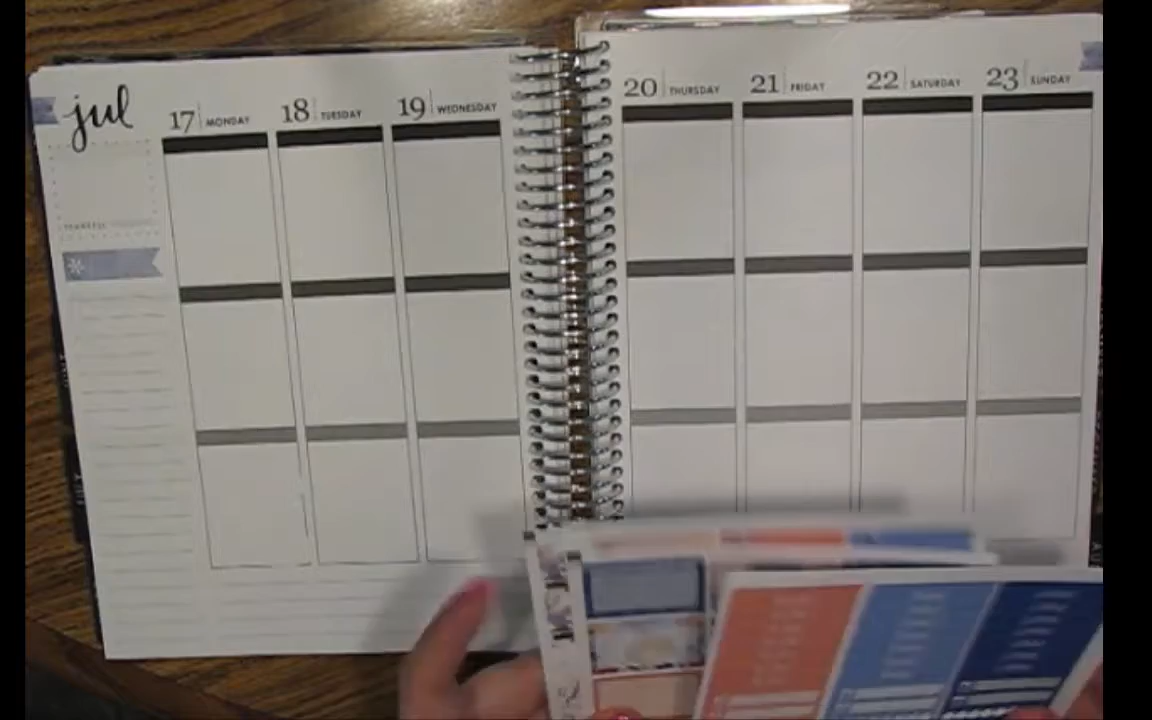 jul
17 MONDAY
18 TUESDAY
19 WEDNESDAY
20 THURSDAY
21 FRIDAY
22 SATURDAY
23 SUNDAY